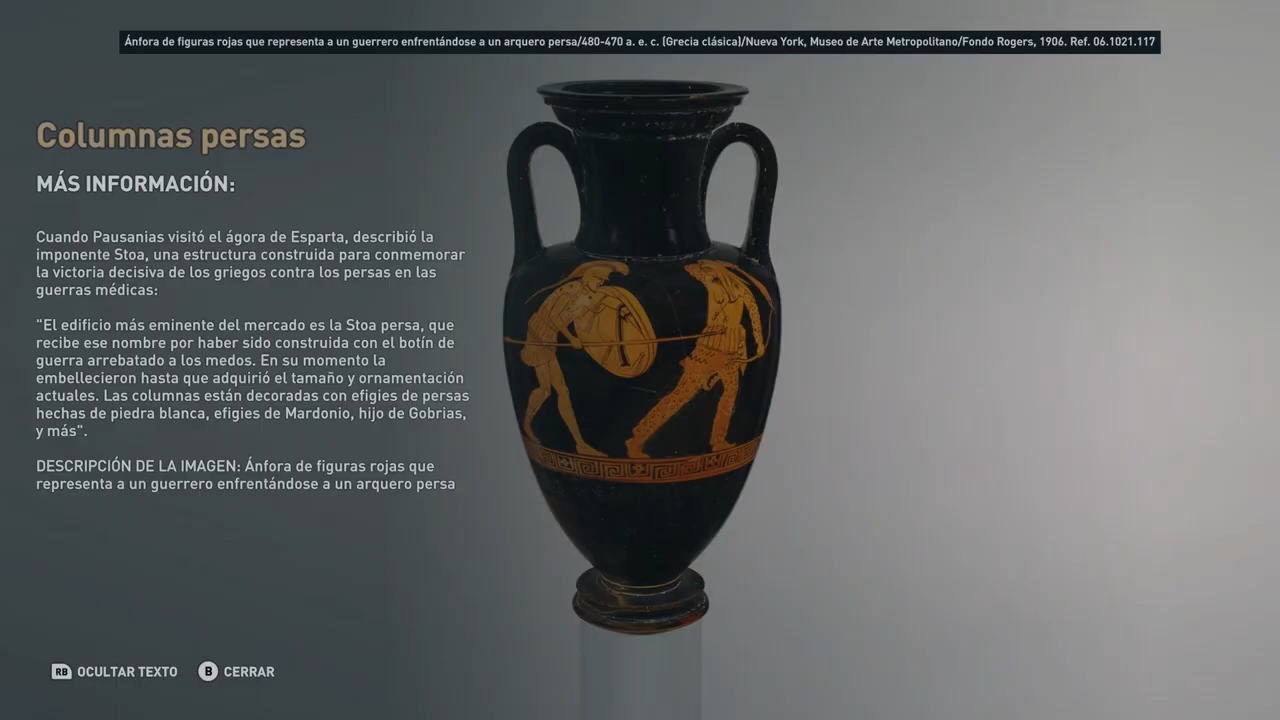 Ánfora de figuras rojas que representa a un guerrero enfrentándose a un arquero persa/480-470 a. e. c. (Grecia clásica)/Nueva York, Museo de Arte Metropolitano/Fondo Rogers, 1906. Ref. 06.1021.117
Columnas persas
MÁS INFORMACIÓN:
Cuando Pausanias visitó el ágora de Esparta, describió la
imponente Stoa, una estructura construida para conmemorar
la victoria decisiva de los griegos contra los persas en las
guerras médicas:
"El edificio más eminente del mercado es la Stoa persa, que
recibe ese nombre por haber sido construida con el botín de
guerra arrebatado a los medos. En su momento la
embellecieron hasta que adquirió el tamaño y ornamentación
actuales. Las columnas están decoradas con efigies de persas
hechas de piedra blanca, efigies de Mardonio, hijo de Gobrias,
y más".
DESCRIPCIÓN DE LA IMAGEN: Ánfora de figuras rojas que
representa a un guerrero enfrentándose a un arquero persa
RB OCULTAR TEXTO B CERRAR